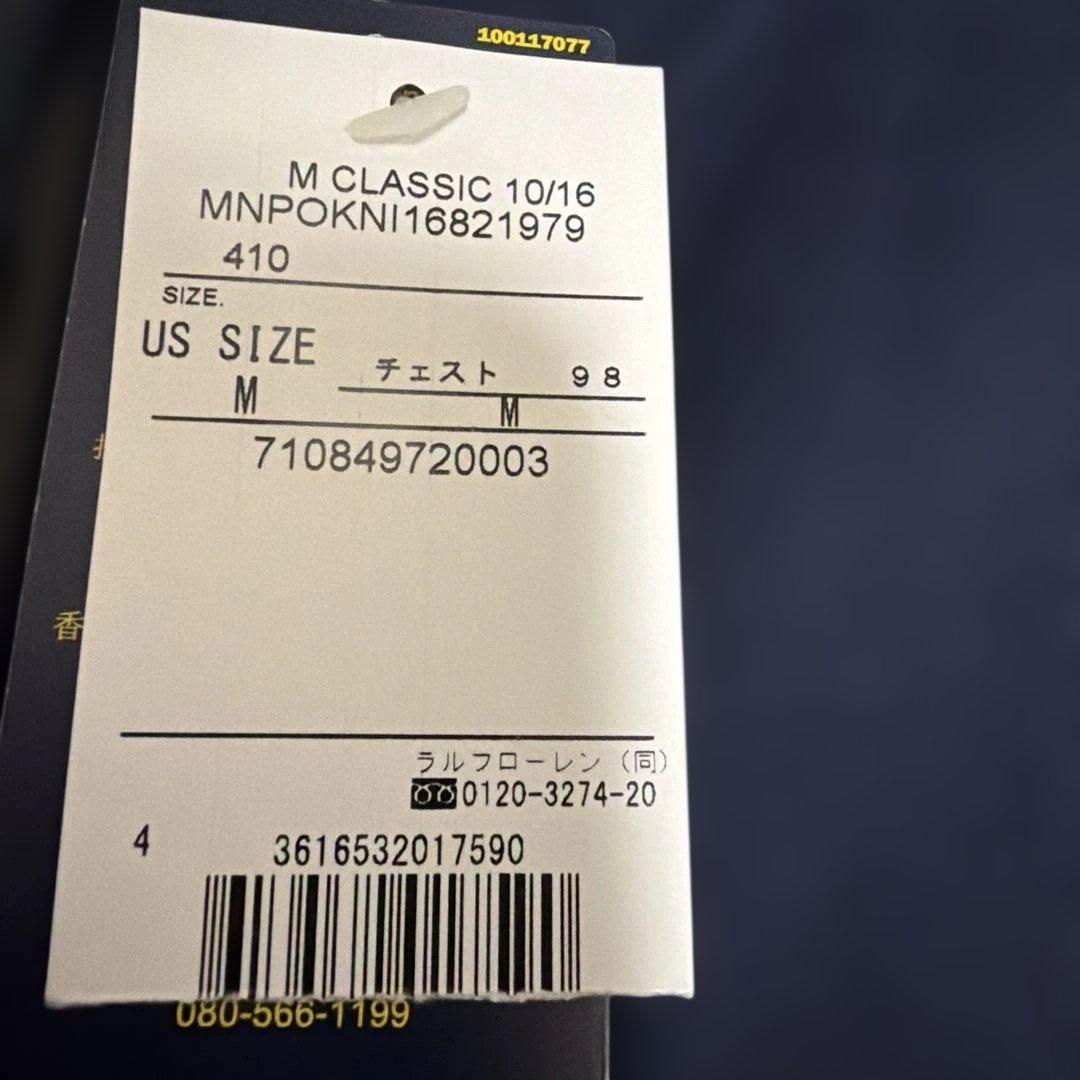 100117077
M CLASSIC 10/16
MNPOKNI16821979
410
SIZE.
US SIZE
チェスト 98
M
M
710849720003
香
ラルフローレン（同）
0120-3274-20
4
3616532017590
080-566-1199